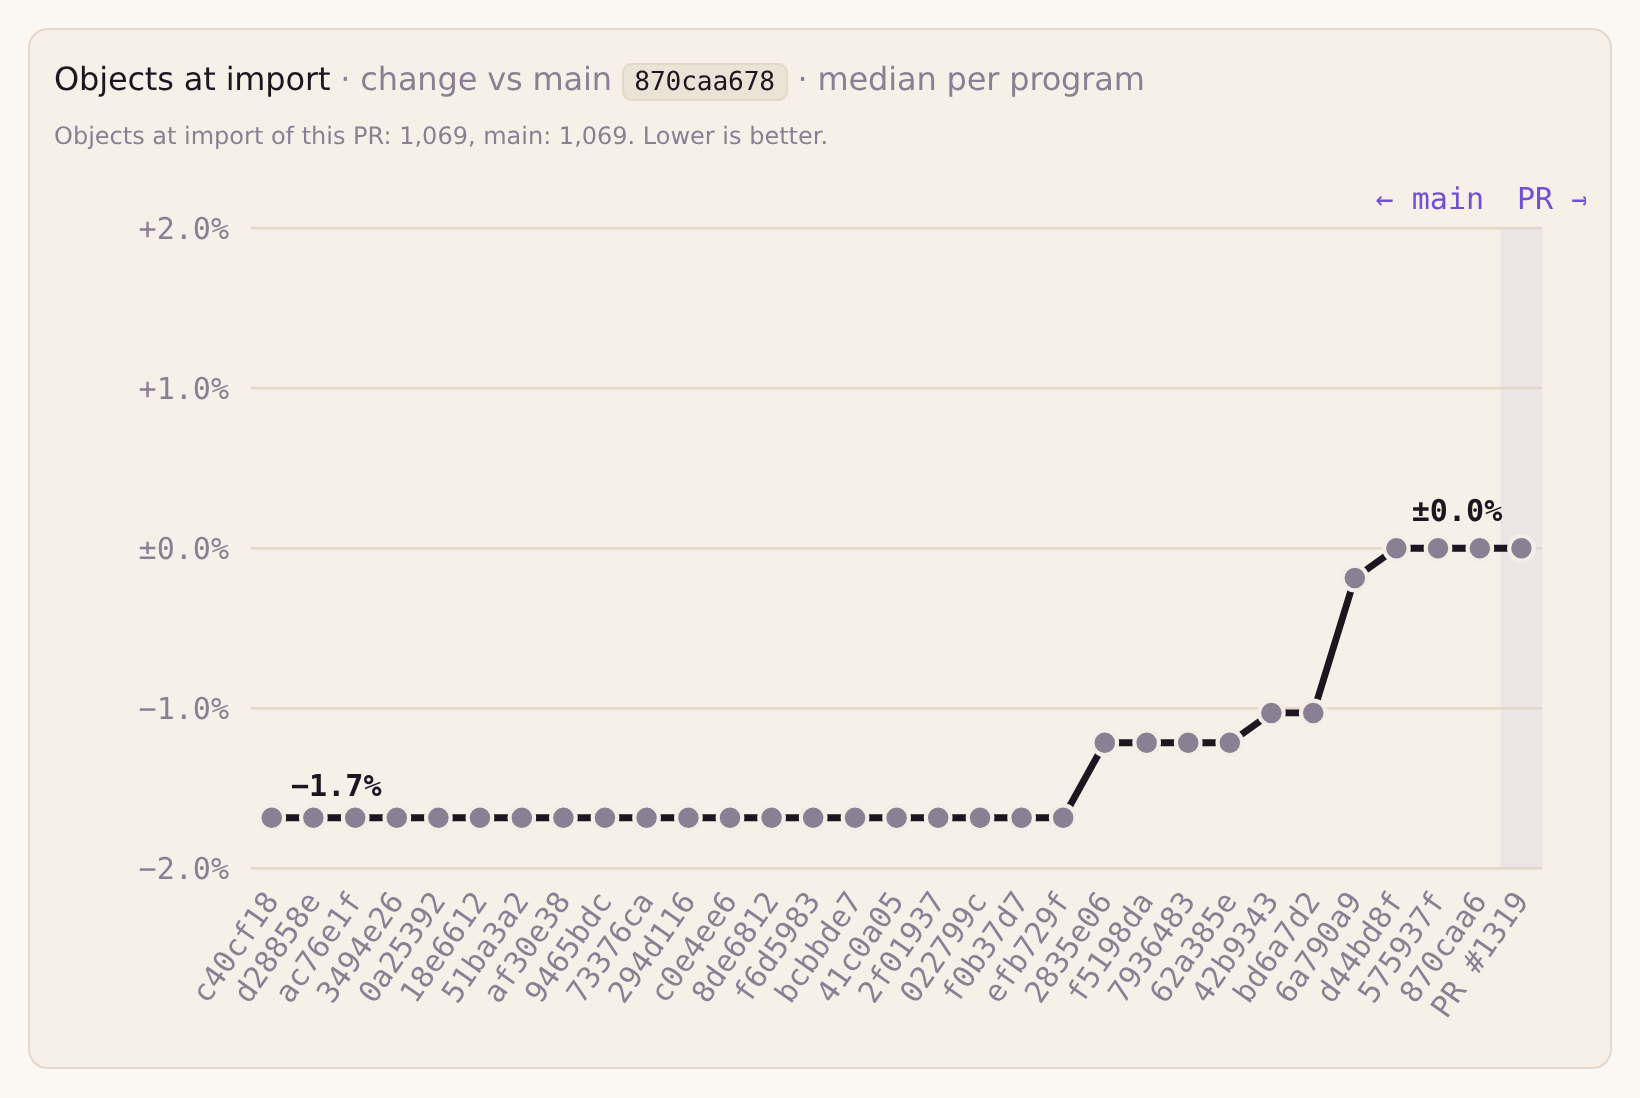 Objects at import · change vs main 870caa678 · median per program
Objects at import of this PR: 1,069, main: 1,069. Lower is better.
← main PR →
+2.0%
+1.0%
±0.0%
−1.0%
−2.0%
±0.0%
−1.7%
c40cf18
d28858e
ac76e1f
3494e26
0a25392
18e6612
51ba3a2
af30e38
9465bdc
73376ca
294d116
c0e4ee6
8de6812
f6d5983
bcbbde7
41c0a05
2f01937
022799c
f0b37d7
efb729f
2835e06
f5198da
7936483
62a385e
42b9343
bd6a7d2
6a790a9
d44bd8f
575937f
870caa6
PR #1319